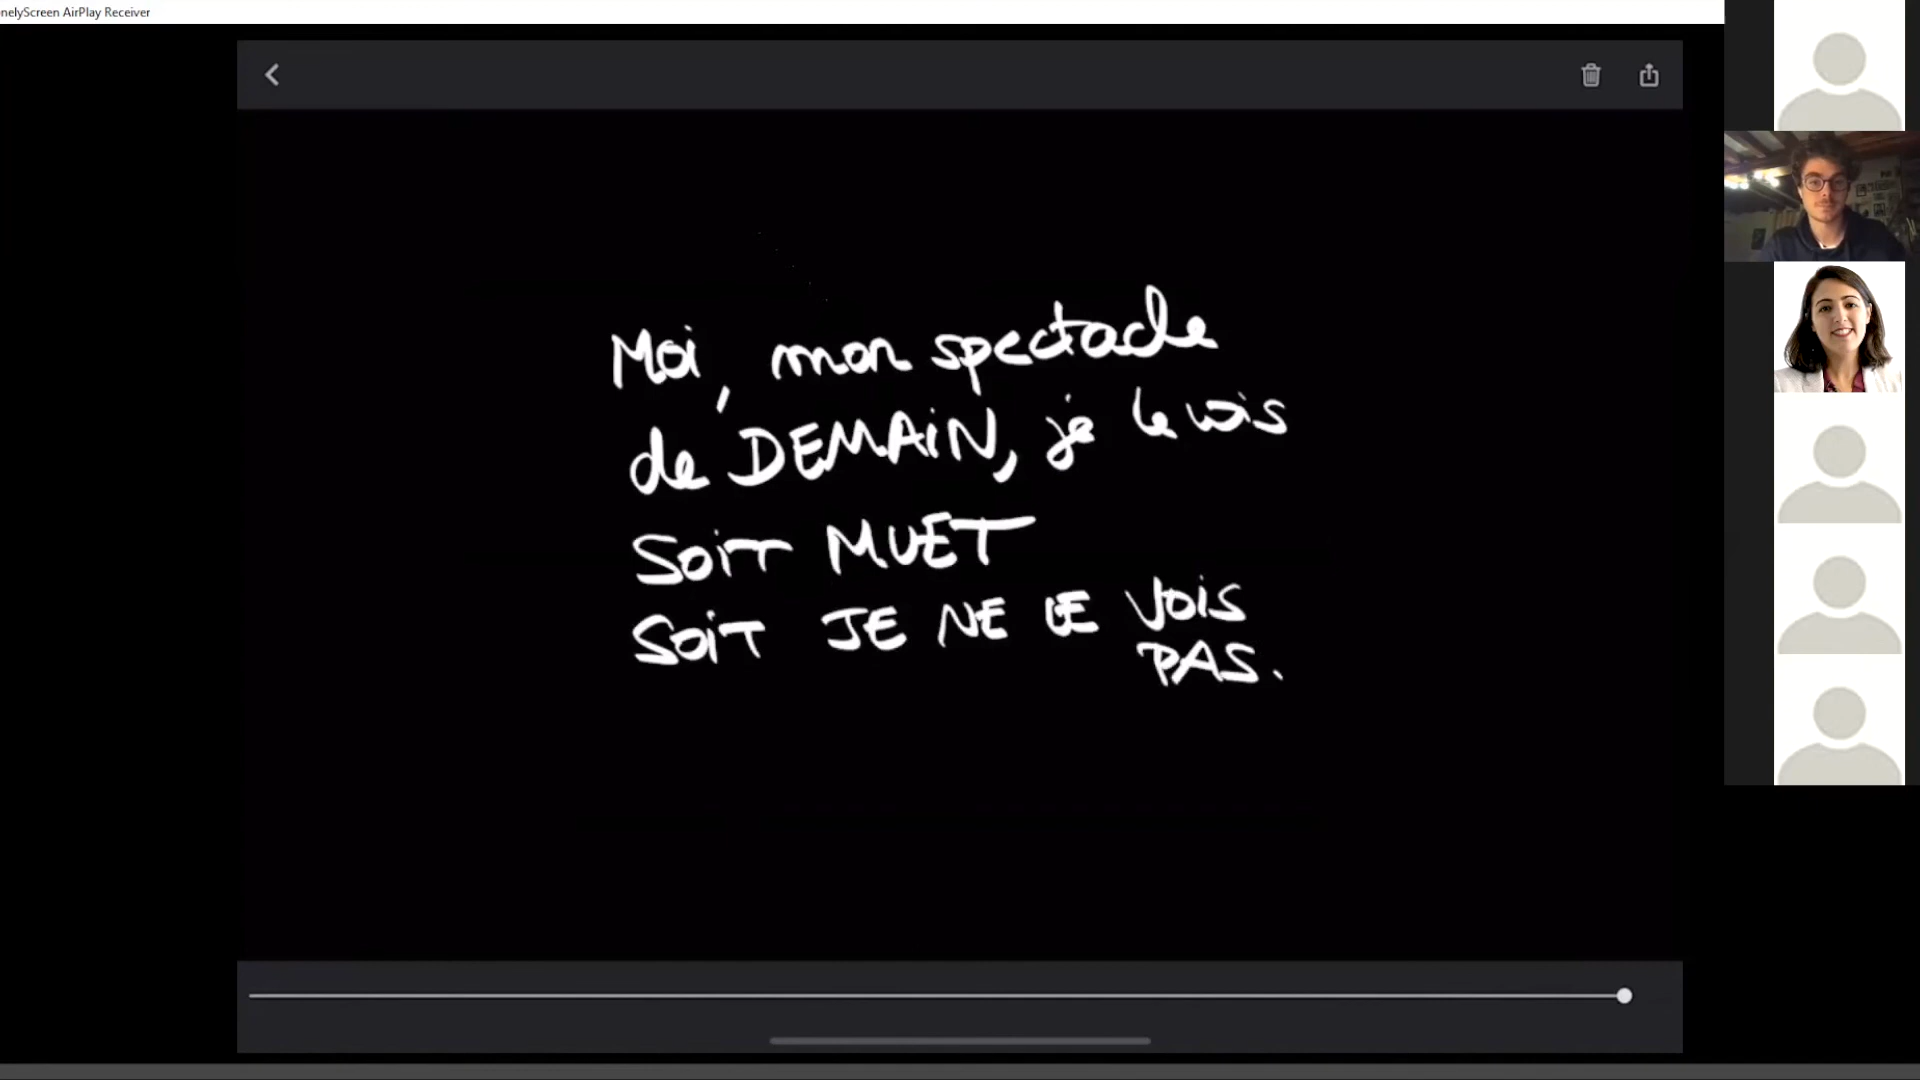 nelyScreen AirPlay Receiver
Moi, mon spectacle
de DEMAIN, je le vois
SOIT MUET
SOIT JE NE LE VOIS
PAS.